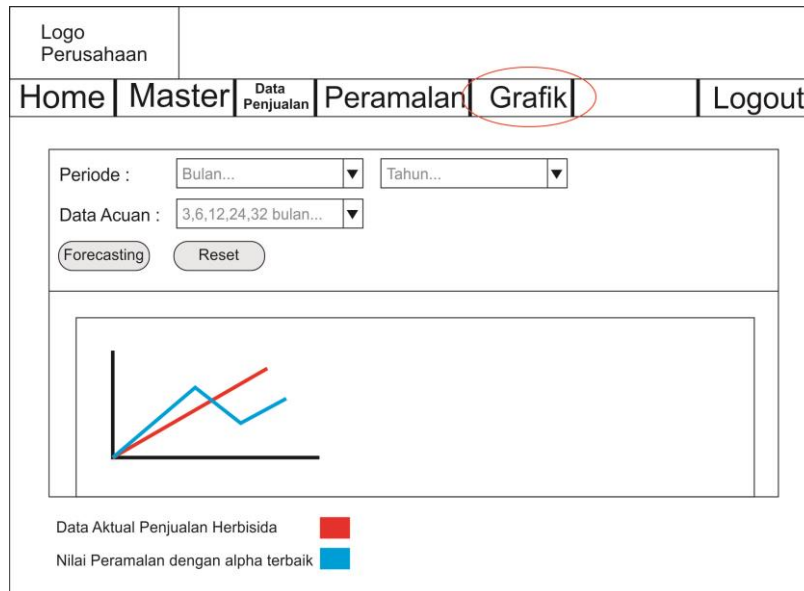 Logo
Perusahaan
Home Master Data Penjualan Peramalan Grafik Logout
Periode : Bulan... Tahun...
Data Acuan : 3,6,12,24,32 bulan...
Forecasting Reset
Data Aktual Penjualan Herbisida
Nilai Peramalan dengan alpha terbaik